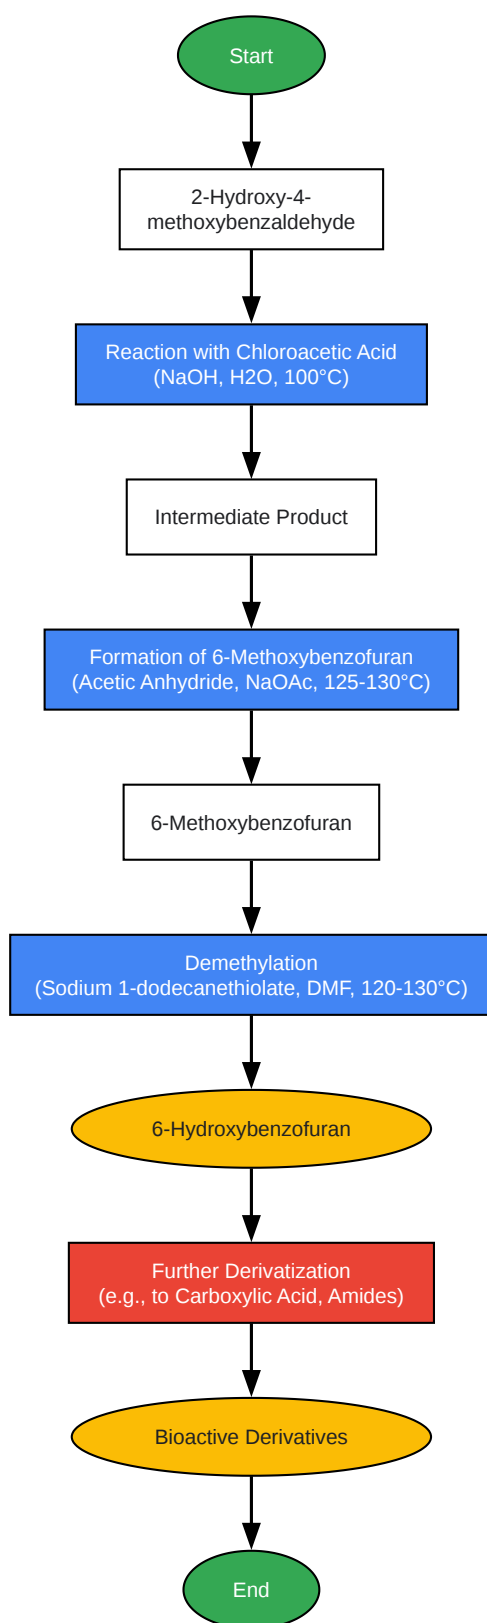 Start
2-Hydroxy-4-
methoxybenzaldehyde
Reaction with Chloroacetic Acid
(NaOH, H2O, 100°C)
Intermediate Product
Formation of 6-Methoxybenzofuran
(Acetic Anhydride, NaOAc, 125-130°C)
6-Methoxybenzofuran
Demethylation
(Sodium 1-dodecanethiolate, DMF, 120-130°C)
6-Hydroxybenzofuran
Further Derivatization
(e.g., to Carboxylic Acid, Amides)
Bioactive Derivatives
End